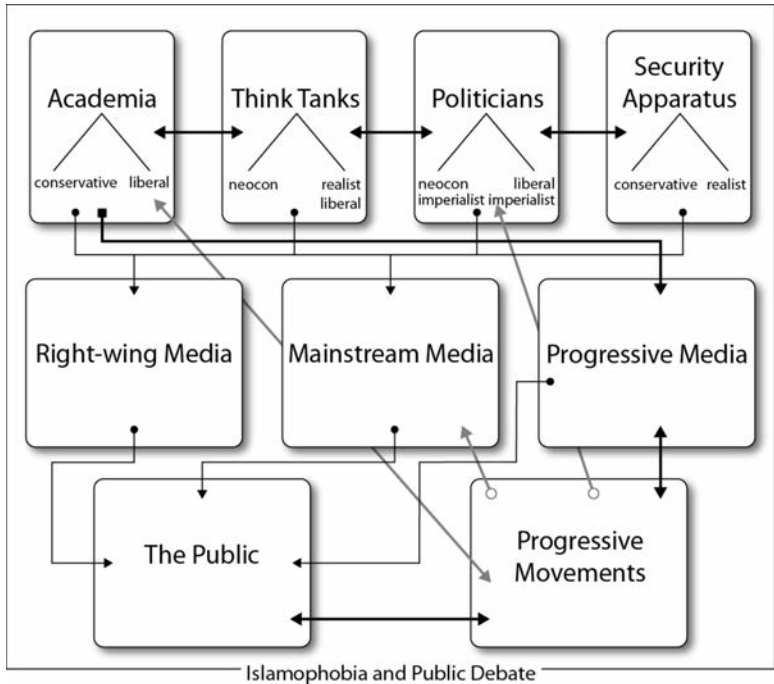 Academia
conservative
liberal
Think Tanks
neocon
realist
liberal
Politicians
neocon
imperialist
liberal
imperialist
Security
Apparatus
conservative
realist
Right-wing Media
Mainstream Media
Progressive Media
The Public
Progressive
Movements
Islamophobia and Public Debate